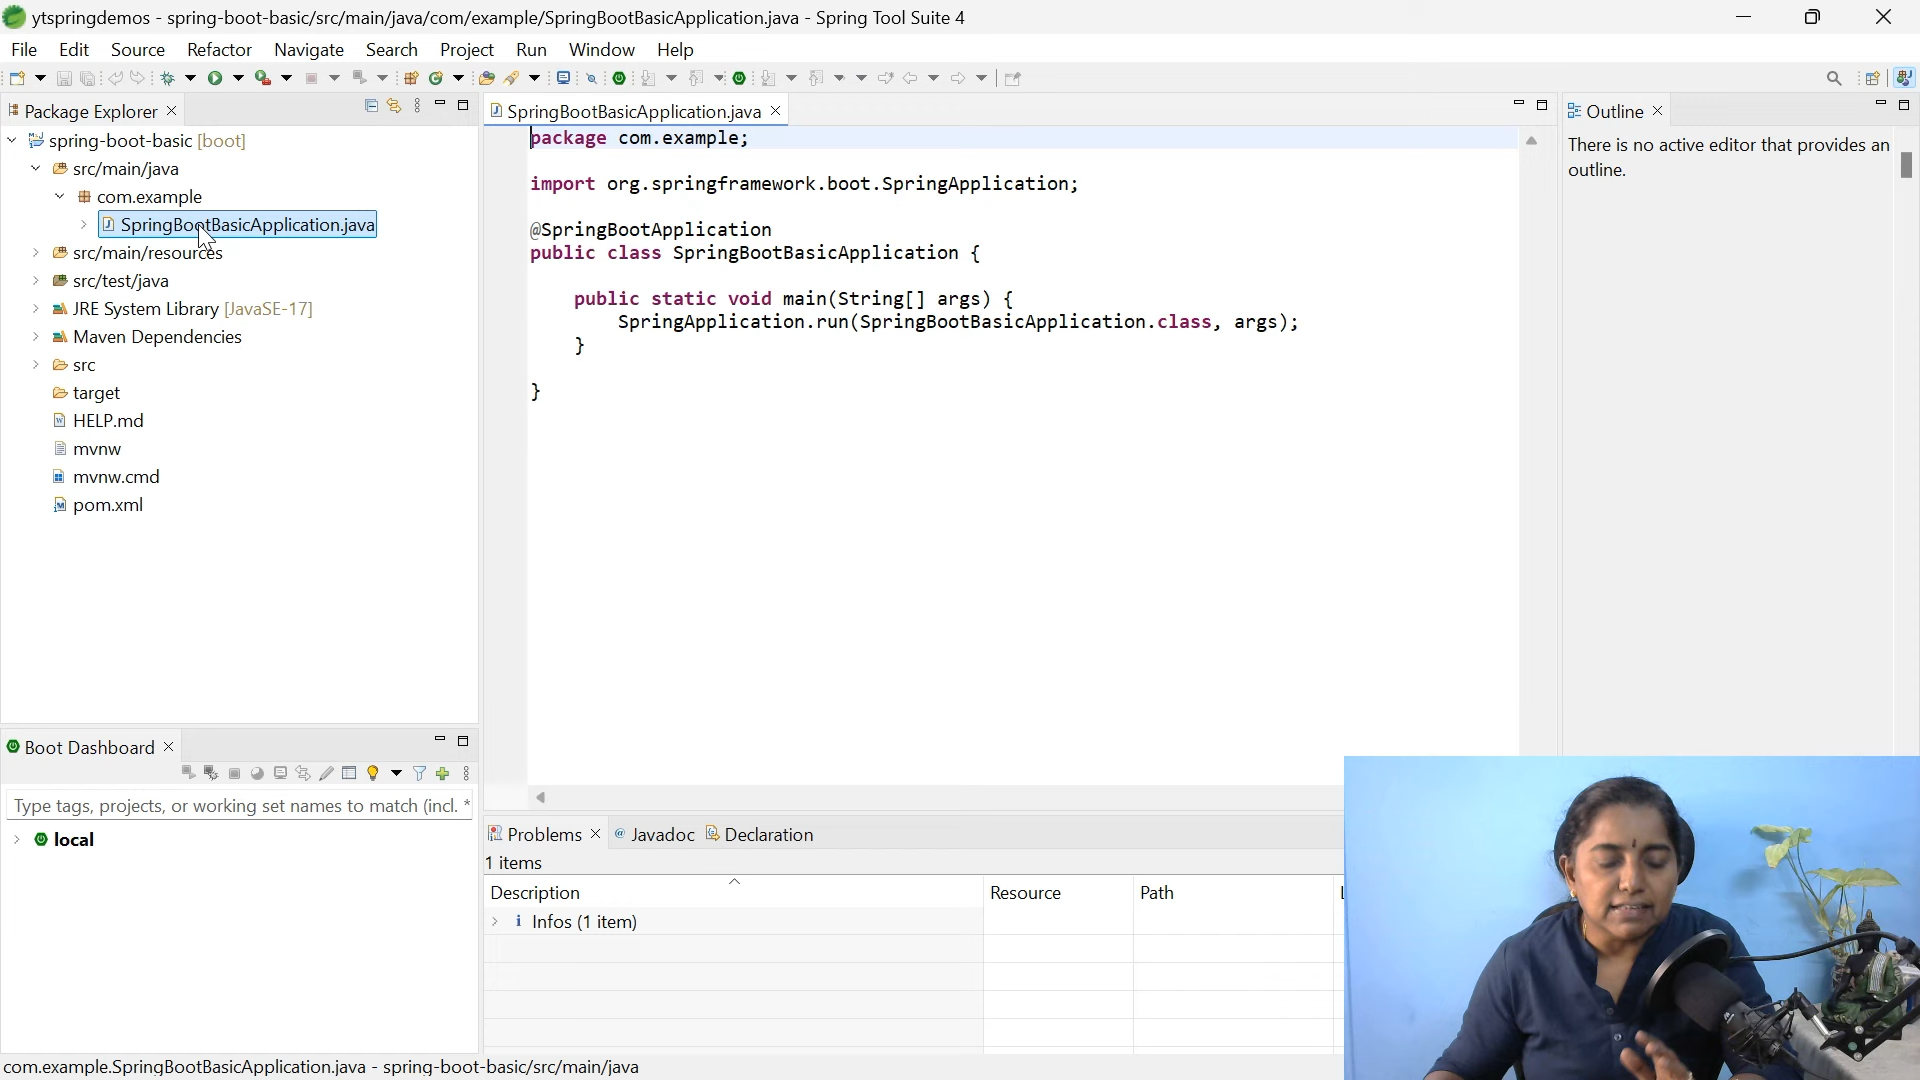 ytspringdemos - spring-boot-basic/src/main/java/com/example/SpringBootBasicApplication.java - Spring Tool Suite 4
File Edit Source Refactor Navigate Search Project Run Window Help
Package Explorer
spring-boot-basic [boot]
src/main/java
com.example
SpringBootBasicApplication.java
src/main/resources
src/test/java
JRE System Library [JavaSE-17]
Maven Dependencies
src
target
HELP.md
mvnw
mvnw.cmd
pom.xml
Boot Dashboard
Type tags, projects, or working set names to match (incl. *
local
SpringBootBasicApplication.java
package com.example;
import org.springframework.boot.SpringApplication;
@SpringBootApplication
public class SpringBootBasicApplication {
public static void main(String[] args) {
SpringApplication.run(SpringBootBasicApplication.class, args);
}
}
Outline
There is no active editor that provides an
outline.
Problems Javadoc Declaration
1 items
Description Resource Path
Infos (1 item)
com.example.SpringBootBasicApplication.java - spring-boot-basic/src/main/java